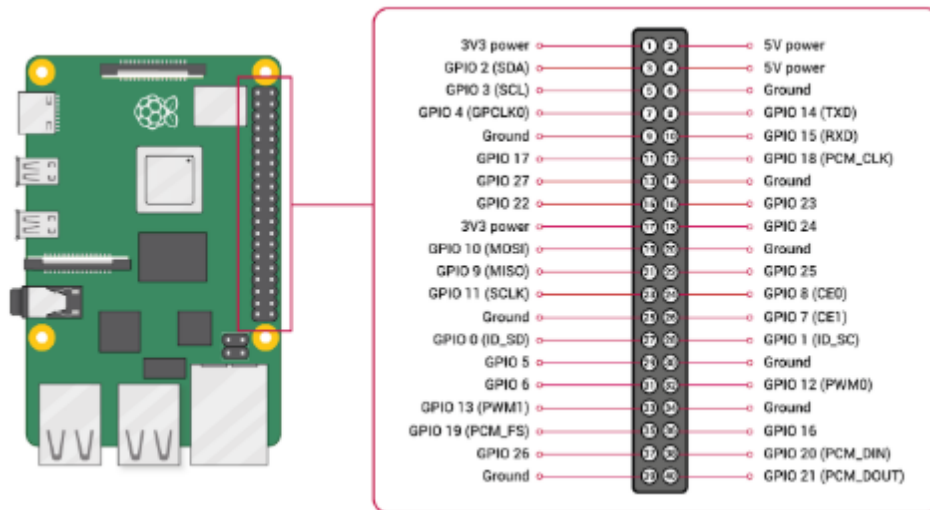 3V3 power 1 2 5V power
GPIO 2 (SDA) 3 4 5V power
GPIO 3 (SCL) 5 6 Ground
GPIO 4 (GPCLK0) 7 8 GPIO 14 (TXD)
Ground 9 10 GPIO 15 (RXD)
GPIO 17 11 12 GPIO 18 (PCM_CLK)
GPIO 27 13 14 Ground
GPIO 22 15 16 GPIO 23
3V3 power 17 18 GPIO 24
GPIO 10 (MOSI) 19 20 Ground
GPIO 9 (MISO) 21 22 GPIO 25
GPIO 11 (SCLK) 23 24 GPIO 8 (CE0)
Ground 25 26 GPIO 7 (CE1)
GPIO 0 (ID_SD) 27 28 GPIO 1 (ID_SC)
GPIO 5 29 30 Ground
GPIO 6 31 32 GPIO 12 (PWM0)
GPIO 13 (PWM1) 33 34 Ground
GPIO 19 (PCM_FS) 35 36 GPIO 16
GPIO 26 37 38 GPIO 20 (PCM_DIN)
Ground 39 40 GPIO 21 (PCM_DOUT)